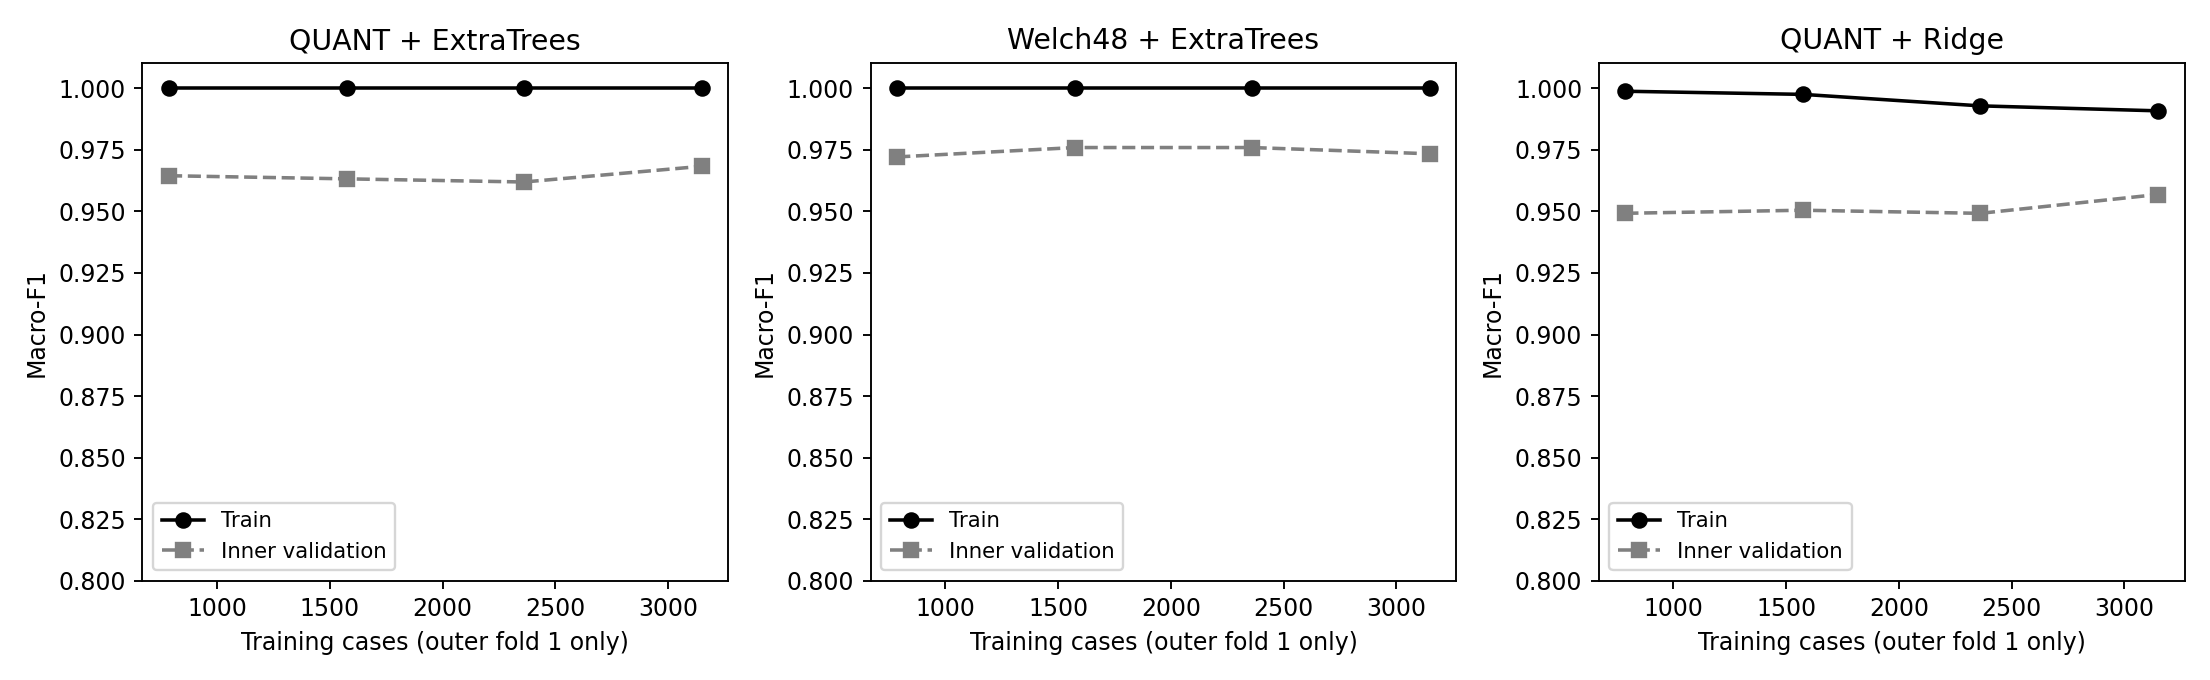 QUANT + ExtraTrees
Macro-F1
1.000
0.975
0.950
0.925
0.900
0.875
0.850
0.825
0.800
Train
Inner validation
1000 1500 2000 2500 3000
Training cases (outer fold 1 only)
Welch48 + ExtraTrees
Macro-F1
1.000
0.975
0.950
0.925
0.900
0.875
0.850
0.825
0.800
Train
Inner validation
1000 1500 2000 2500 3000
Training cases (outer fold 1 only)
QUANT + Ridge
Macro-F1
1.000
0.975
0.950
0.925
0.900
0.875
0.850
0.825
0.800
Train
Inner validation
1000 1500 2000 2500 3000
Training cases (outer fold 1 only)